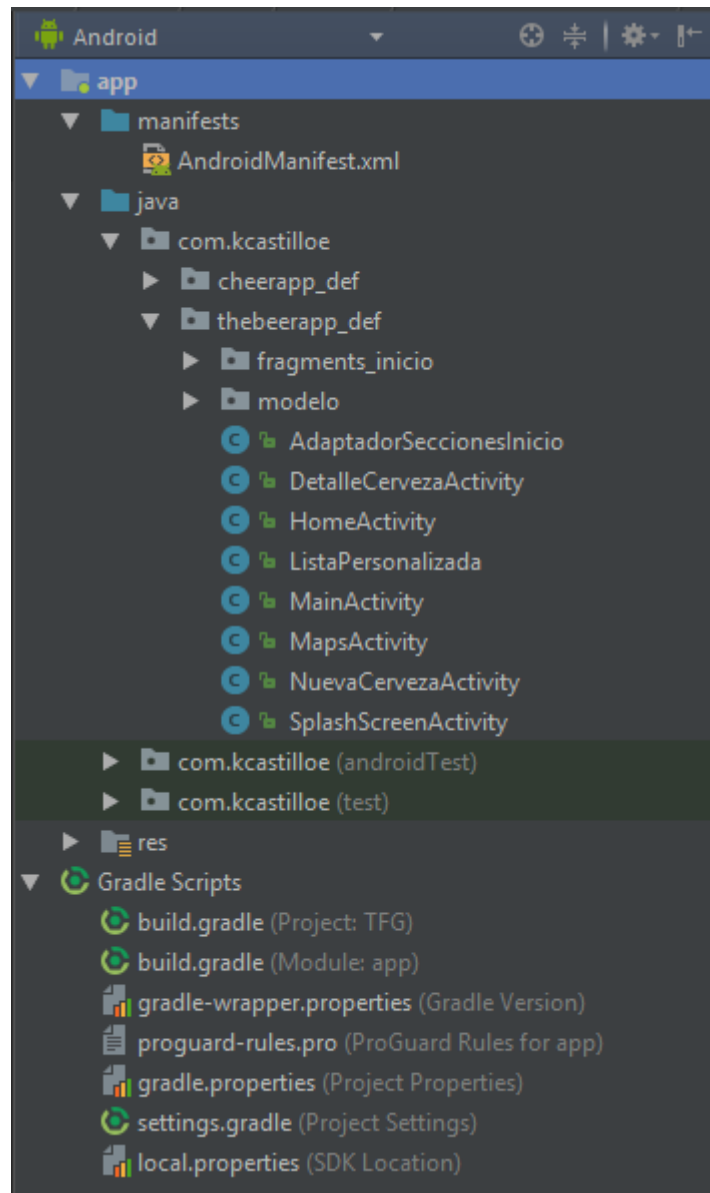 Android
app
manifests
AndroidManifest.xml
java
com.kcastilloe
cheerapp_def
thebeerapp_def
fragments_inicio
modelo
C AdaptadorSeccionesInicio
C DetalleCervezaActivity
C HomeActivity
C ListaPersonalizada
C MainActivity
C MapsActivity
C NuevaCervezaActivity
C SplashScreenActivity
com.kcastilloe (androidTest)
com.kcastilloe (test)
res
Gradle Scripts
build.gradle (Project: TFG)
build.gradle (Module: app)
gradle-wrapper.properties (Gradle Version)
proguard-rules.pro (ProGuard Rules for app)
gradle.properties (Project Properties)
settings.gradle (Project Settings)
local.properties (SDK Location)